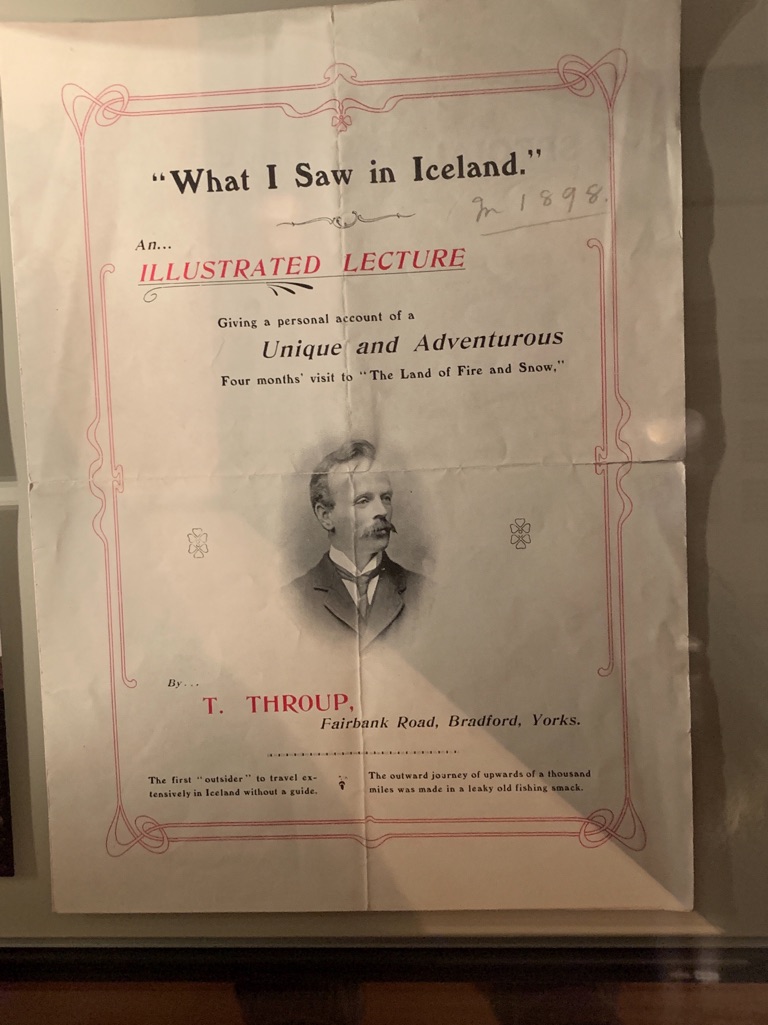 “What I Saw in Iceland.”
In 1898.
An...
ILLUSTRATED LECTURE
Giving a personal account of a
Unique and Adventurous
Four months’ visit to “The Land of Fire and Snow,”
By...
T. THROUP,
Fairbank Road, Bradford, Yorks.
The first “outsider” to travel ex-
tensively in Iceland without a guide.
The outward journey of upwards of a thousand
miles was made in a leaky old fishing smack.